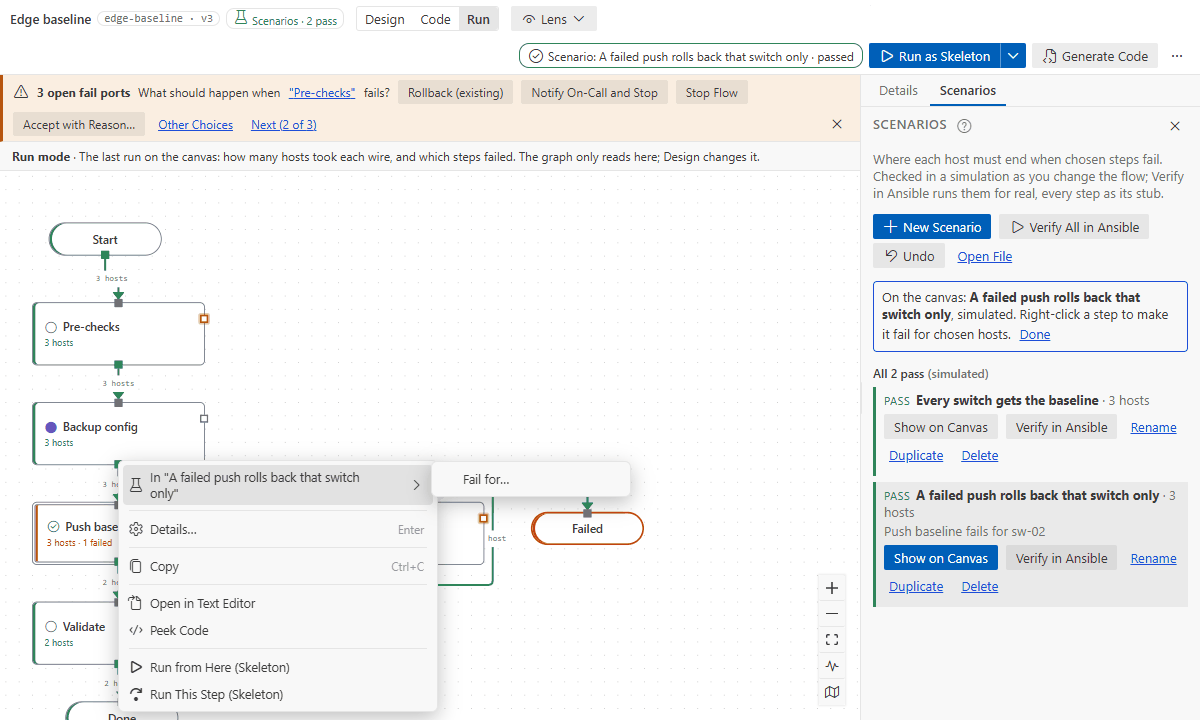 Edge baseline edge-baseline · v3 Scenarios · 2 pass Design Code Run Lens
Scenario: A failed push rolls back that switch only · passed Run as Skeleton Generate Code ...
3 open fail ports What should happen when "Pre-checks" fails? Rollback (existing) Notify On-Call and Stop Stop Flow
Accept with Reason... Other Choices Next (2 of 3)
Run mode · The last run on the canvas: how many hosts took each wire, and which steps failed. The graph only reads here; Design changes it.
Start
3 hosts
Pre-checks
3 hosts
3 hosts
Backup config
3 hosts
3 h
Push base
3 hosts · 1 failed
2 h
Validate
2 hosts
2 h
Done
In "A failed push rolls back that switch
only"
Fail for...
Details... Enter
Copy Ctrl+C
Open in Text Editor
Peek Code
Run from Here (Skeleton)
Run This Step (Skeleton)
host
Failed
Details Scenarios
SCENARIOS ?
Where each host must end when chosen steps fail.
Checked in a simulation as you change the flow; Verify
in Ansible runs them for real, every step as its stub.
New Scenario Verify All in Ansible
Undo Open File
On the canvas: A failed push rolls back that
switch only, simulated. Right-click a step to make
it fail for chosen hosts. Done
All 2 pass (simulated)
PASS Every switch gets the baseline · 3 hosts
Show on Canvas Verify in Ansible Rename
Duplicate Delete
PASS A failed push rolls back that switch only · 3
hosts
Push baseline fails for sw-02
Show on Canvas Verify in Ansible Rename
Duplicate Delete